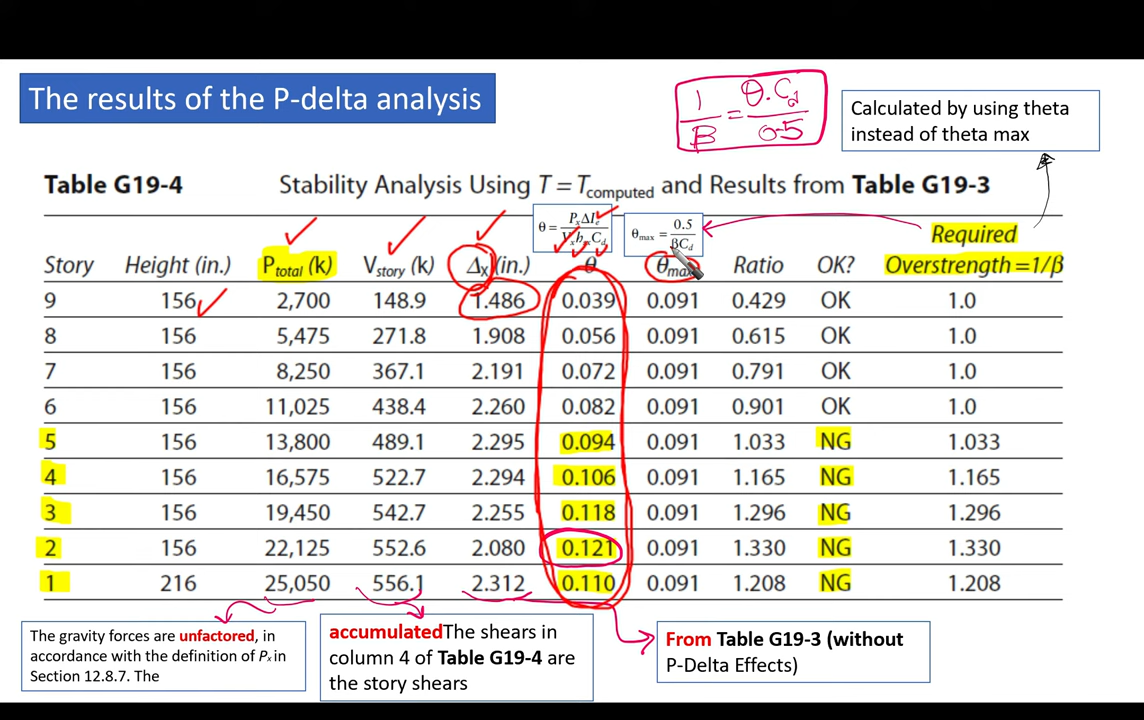 The results of the P-delta analysis
1/β = θ.Cd/0.5
Calculated by using theta
instead of theta max
Table G19-4 Stability Analysis Using T = Tcomputed and Results from Table G19-3
θ = PxΔIe/VxhsxCd
θmax = 0.5/βCd
Required
Story Height (in.) Ptotal (k) Vstory (k) Δx (in.) θ θmax Ratio OK? Overstrength =1/β
9 156 2,700 148.9 1.486 0.039 0.091 0.429 OK 1.0
8 156 5,475 271.8 1.908 0.056 0.091 0.615 OK 1.0
7 156 8,250 367.1 2.191 0.072 0.091 0.791 OK 1.0
6 156 11,025 438.4 2.260 0.082 0.091 0.901 OK 1.0
5 156 13,800 489.1 2.295 0.094 0.091 1.033 NG 1.033
4 156 16,575 522.7 2.294 0.106 0.091 1.165 NG 1.165
3 156 19,450 542.7 2.255 0.118 0.091 1.296 NG 1.296
2 156 22,125 552.6 2.080 0.121 0.091 1.330 NG 1.330
1 216 25,050 556.1 2.312 0.110 0.091 1.208 NG 1.208
The gravity forces are unfactored, in
accordance with the definition of Px in
Section 12.8.7. The
accumulatedThe shears in
column 4 of Table G19-4 are
the story shears
From Table G19-3 (without
P-Delta Effects)